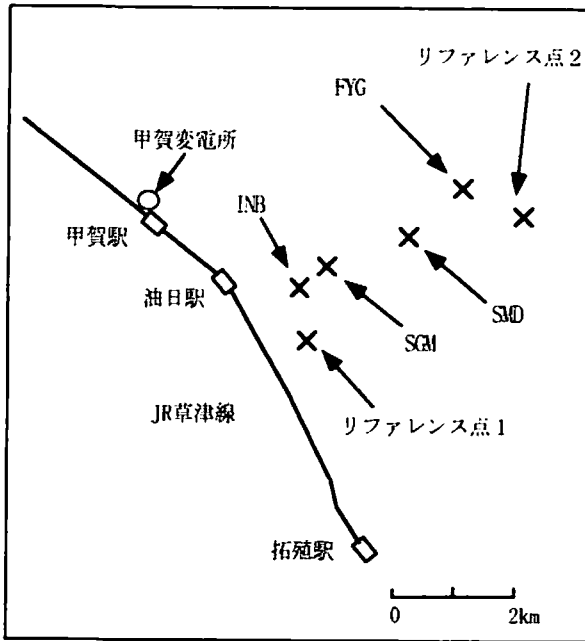 リファレンス点2
FYG
甲賀変電所
INB
甲賀駅
油日駅
SMD
SGM
JR草津線
リファレンス点1
拓殖駅
0 2km